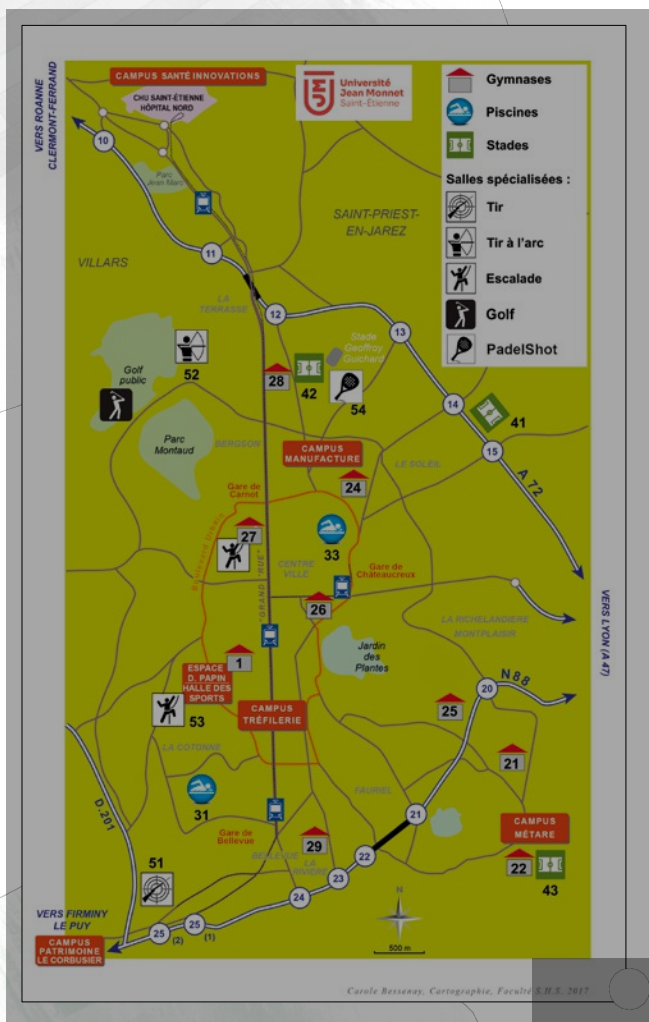 VERS ROANNE
CLERMONT-FERRAND
CAMPUS SANTÉ INNOVATIONS
CHU SAINT-ÉTIENNE
HÔPITAL NORD
Université
Jean Monnet
Saint-Étienne
Gymnases
Piscines
Stades
Salles spécialisées :
Tir
Tir à l'arc
Escalade
Golf
PadelShot
10
Parc
Jean Marc
SAINT-PRIEST-
EN-JAREZ
VILLARS
11
LA
TERRASSE
12
13
Stade
Geoffroy
Guichard
Golf
public
52
28
42
54
14
41
15
A 72
Parc
Montaud
BERGSON
CAMPUS
MANUFACTURE
LE SOLEIL
24
Gare de
Carnot
27
33
Boulevard Urbain
"GRAND 'RUE"
CENTRE
VILLE
Gare de
Châteaucreux
26
LA RICHELANDIERE
MONTPLAISIR
VERS LYON (A 47)
Jardin
des
Plantes
1
ESPACE
D. PAPIN
HALLE DES
SPORTS
CAMPUS
TRÉFILERIE
53
N88
20
25
21
LA COTONNE
31
FAURIEL
21
D.201
Gare de
Bellevue
BELLEVUE
LA
RIVIÈRE
29
22
23
24
CAMPUS
MÉTARE
22
43
51
25
(2)
25
(1)
VERS FIRMINY
LE PUY
CAMPUS
PATRIMOINE
LE CORBUSIER
N
500 m
Carole Bessenay, Cartographie, Faculté S.H.S. 2017